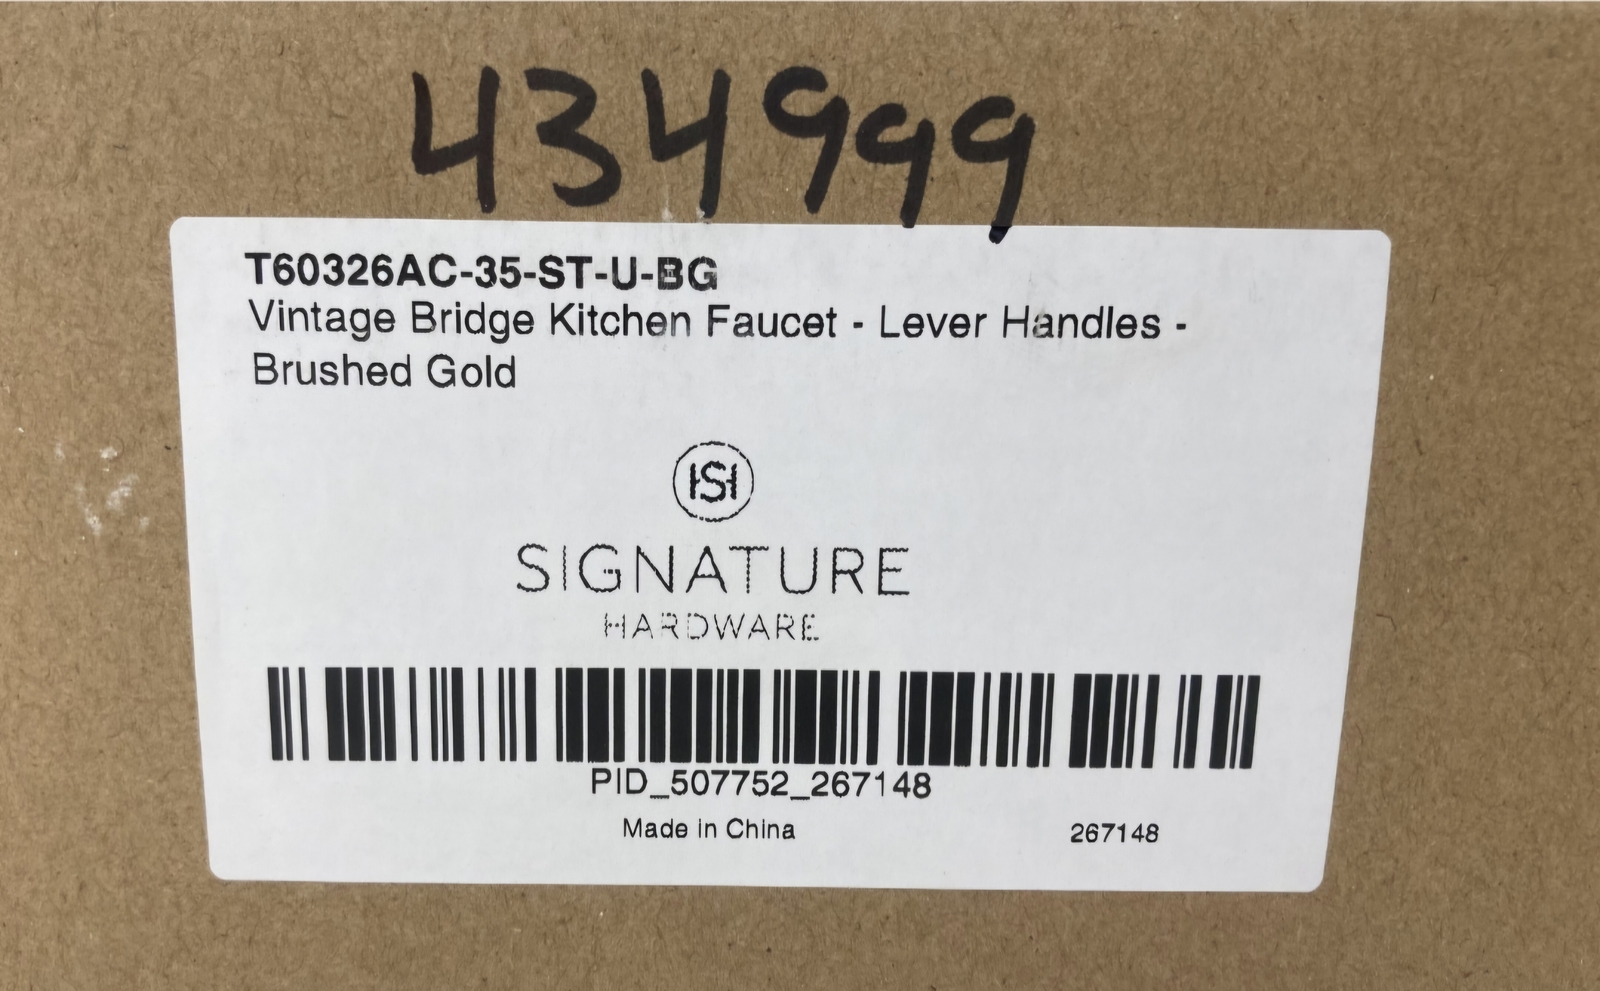 434999
T60326AC-35-ST-U-BG
Vintage Bridge Kitchen Faucet - Lever Handles -
Brushed Gold
SIGNATURE
HARDWARE
PID_507752_267148
Made in China 267148